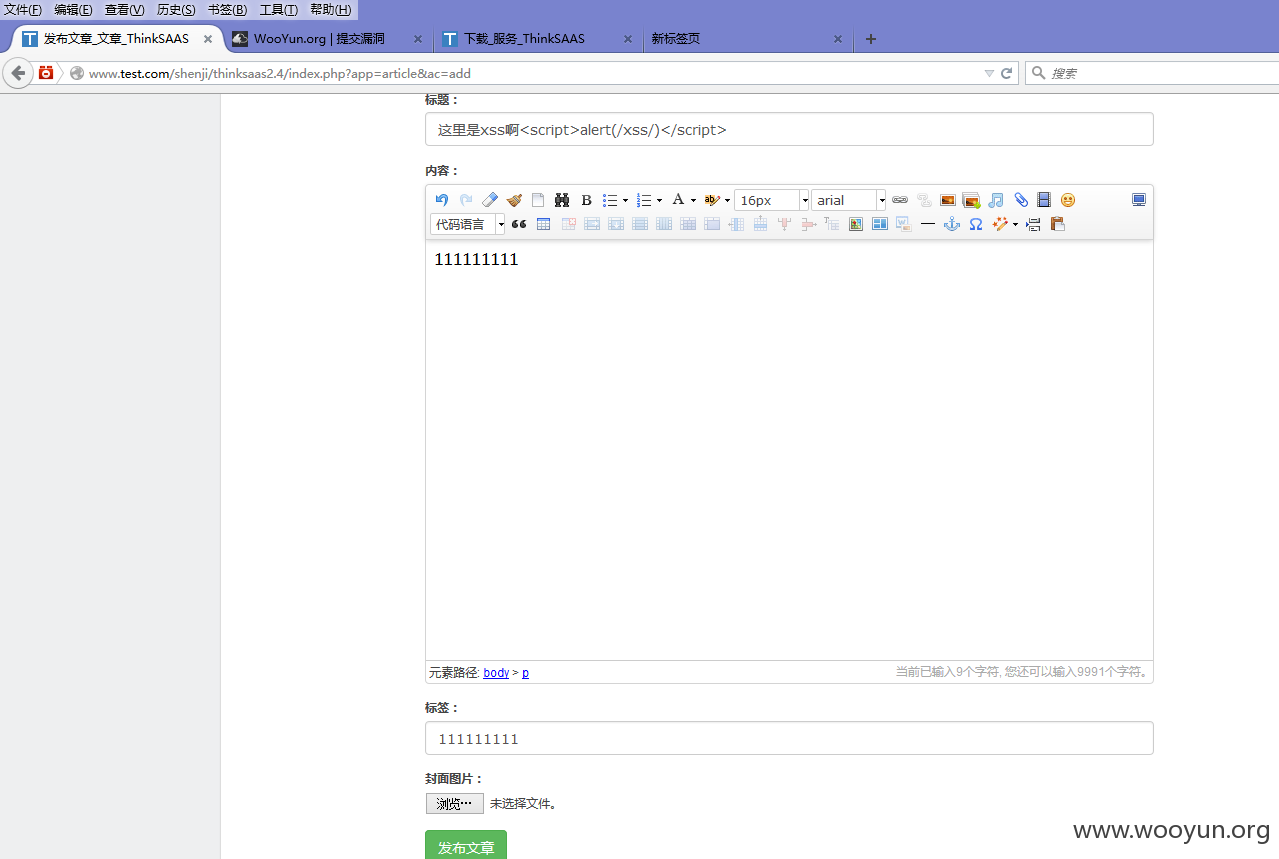 文件(F) 编辑(E) 查看(V) 历史(S) 书签(B) 工具(T) 帮助(H)
发布文章_文章_ThinkSAAS × WooYun.org | 提交漏洞 × 下载_服务_ThinkSAAS × 新标签页 × +
www.test.com/shenji/thinksaas2.4/index.php?app=article&ac=add 搜索
标题：
这里是xss啊<script>alert(/xss/)</script>
内容：
B A ab 16px arial
代码语言
111111111
元素路径: body > p 当前已输入9个字符, 您还可以输入9991个字符。
标签：
111111111
封面图片：
浏览… 未选择文件。
www.wooyun.org
发布文章